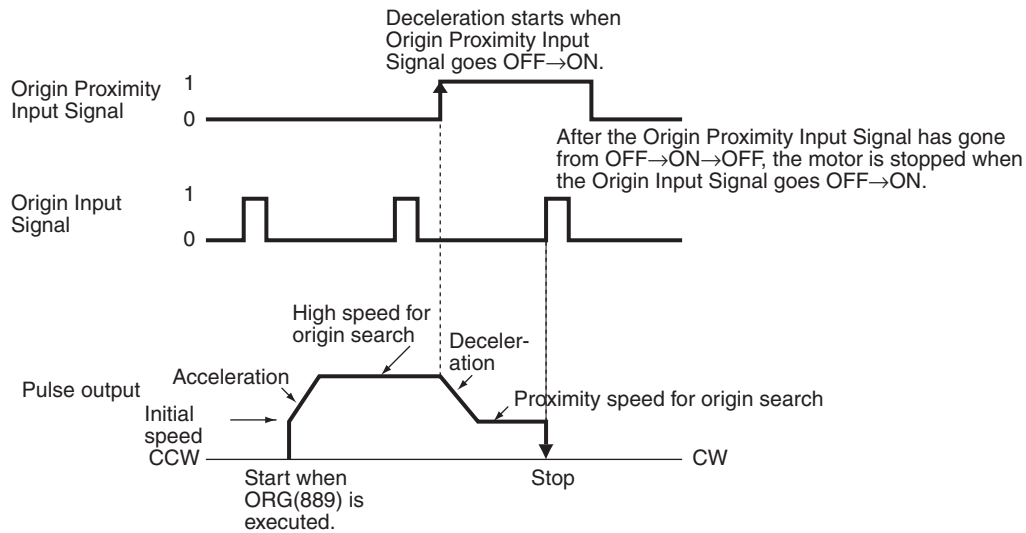 Deceleration starts when
Origin Proximity Input
Signal goes OFF→ON.
Origin Proximity
Input Signal
1
0
After the Origin Proximity Input Signal has gone
from OFF→ON→OFF, the motor is stopped when
the Origin Input Signal goes OFF→ON.
Origin Input
Signal
1
0
High speed for
origin search
Deceler-
ation
Acceleration
Pulse output
Proximity speed for origin search
Initial
speed
CCW
CW
Start when
ORG(889) is
executed.
Stop